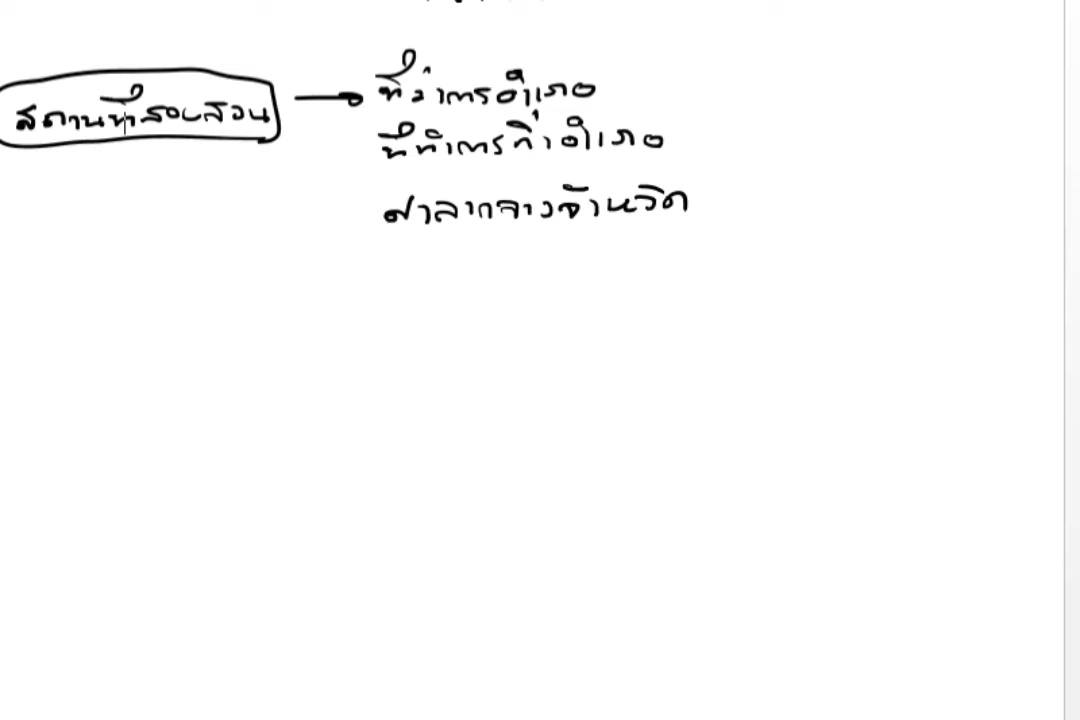 สถานที่สอบสวน → ที่ว่าการอำเภอ
ที่ทำการกิ่งอำเภอ
ศาลากลางจังหวัด